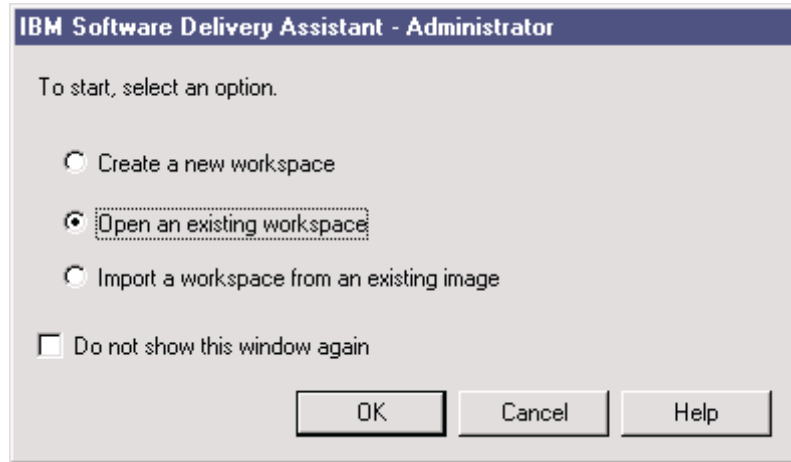 IBM Software Delivery Assistant - Administrator
To start, select an option.
Create a new workspace
Open an existing workspace
Import a workspace from an existing image
Do not show this window again
OK Cancel Help